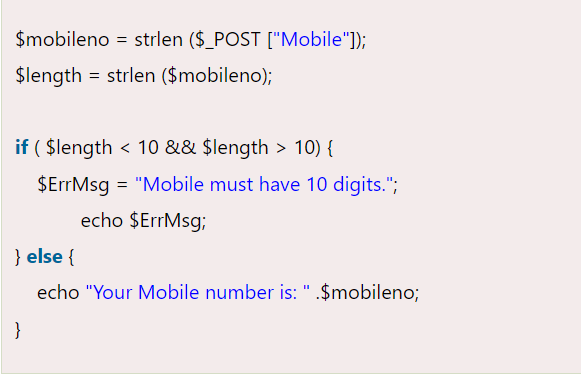 $mobileno = strlen ($_POST ["Mobile"]);
$length = strlen ($mobileno);
if ( $length < 10 && $length > 10) {
$ErrMsg = "Mobile must have 10 digits.";
echo $ErrMsg;
} else {
echo "Your Mobile number is: " .$mobileno;
}